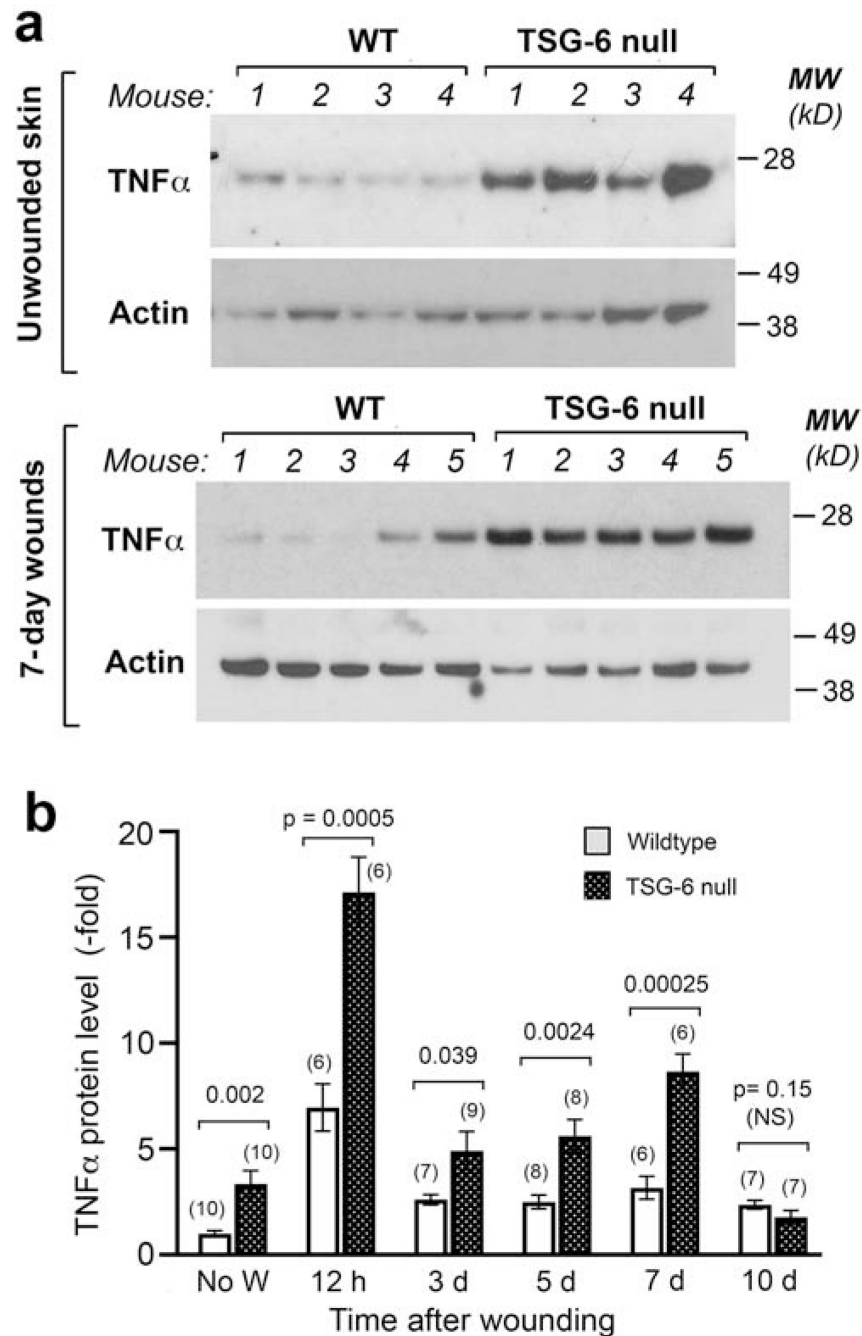 a
WT TSG-6 null
Mouse: 1 2 3 4 1 2 3 4 MW (kD)
Unwounded skin
TNFα
28
Actin
49
38
WT TSG-6 null
Mouse: 1 2 3 4 5 1 2 3 4 5 MW (kD)
7-day wounds
TNFα
28
Actin
49
38
b
TNFα protein level (-fold)
20
15
10
5
0
Wildtype
TSG-6 null
0.002
(10) (10)
p = 0.0005
(6) (6)
0.039
(7) (9)
0.0024
(8) (8)
0.00025
(6) (6)
p= 0.15
(NS)
(7) (7)
No W 12 h 3 d 5 d 7 d 10 d
Time after wounding